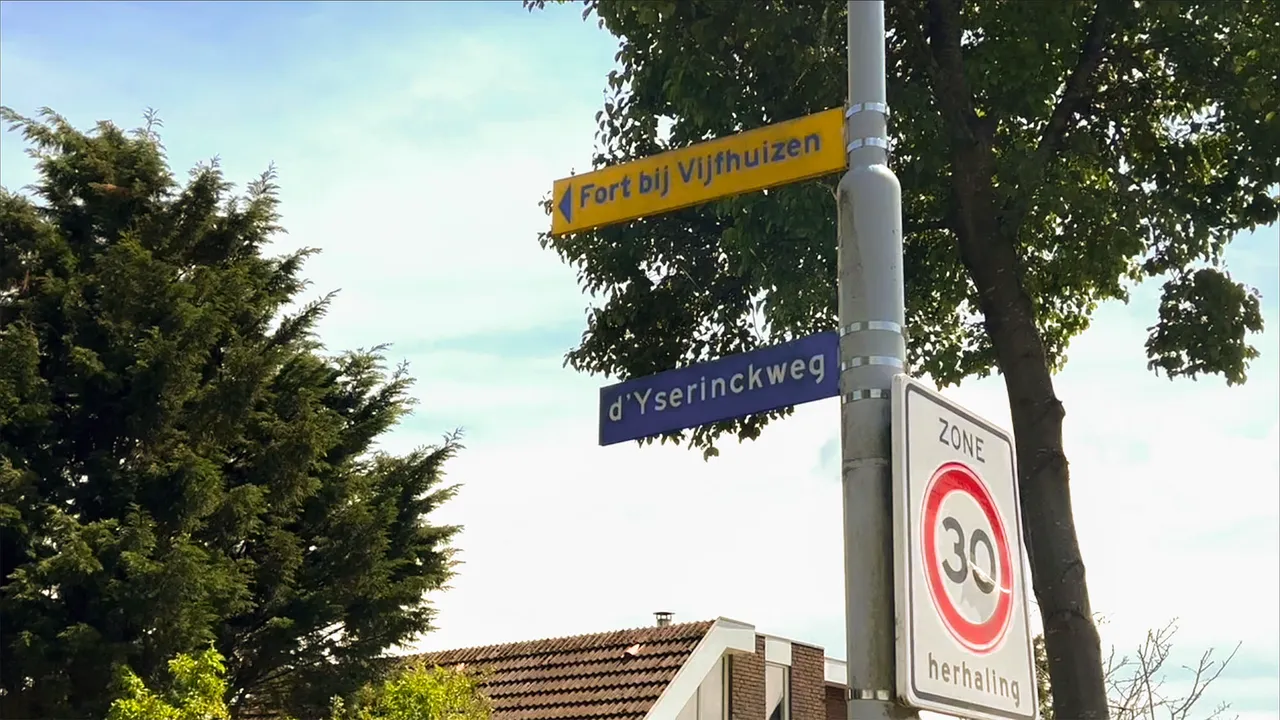 Fort bij Vijfhuizen
d'Yserinckweg
ZONE
30
herhaling